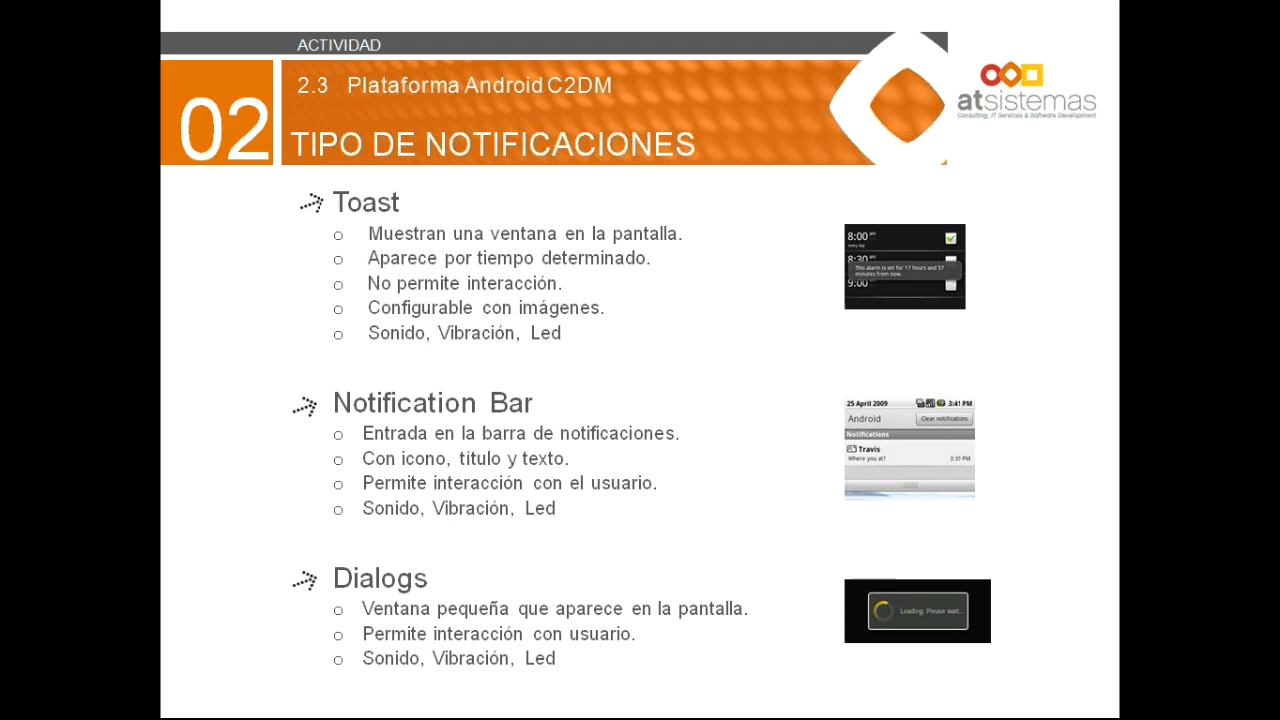 ACTIVIDAD
02
2.3 Plataforma Android C2DM
TIPO DE NOTIFICACIONES
atsistemas
Consulting, IT Services & Software Development
Toast
o Muestran una ventana en la pantalla.
o Aparece por tiempo determinado.
o No permite interacción.
o Configurable con imágenes.
o Sonido, Vibración, Led
8:00 am
every day
8:30 am
This alarm is set for 17 hours and 57
minutes from now.
9:00
Notification Bar
o Entrada en la barra de notificaciones.
o Con icono, título y texto.
o Permite interacción con el usuario.
o Sonido, Vibración, Led
25 April 2009 3:41 PM
Android Clear notifications
Notifications
Travis
Where you at? 3:31 PM
Dialogs
o Ventana pequeña que aparece en la pantalla.
o Permite interacción con usuario.
o Sonido, Vibración, Led
Loading. Please wait...